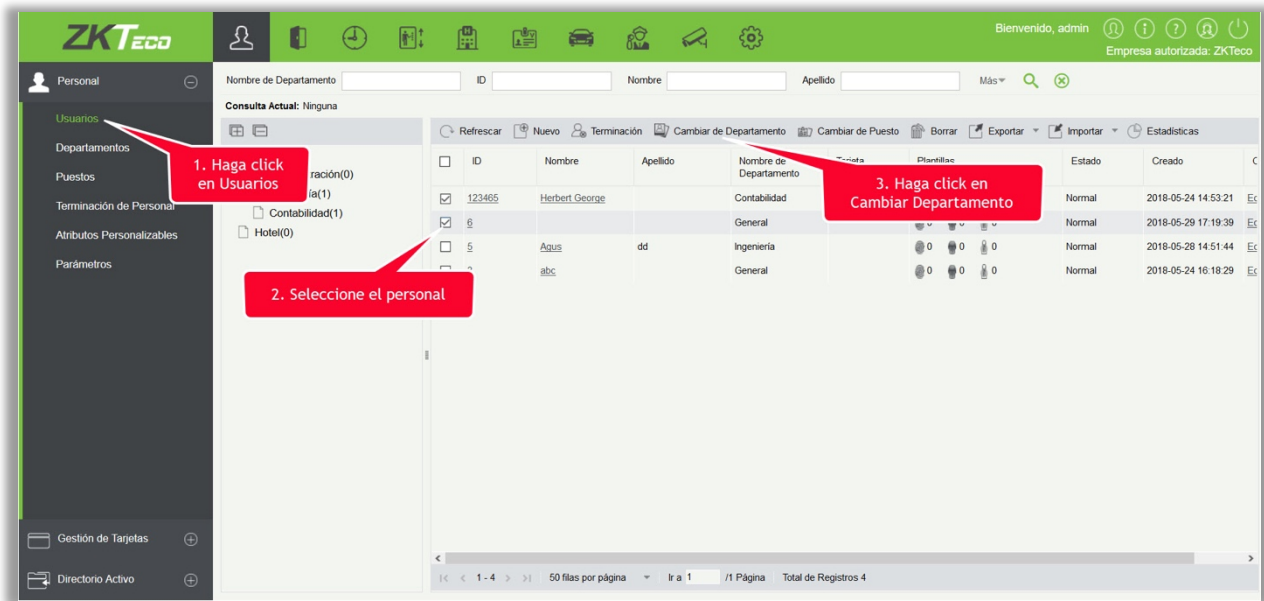 ZKTeco
Bienvenido, admin
Empresa autorizada: ZKTeco
Personal
Usuarios
Departamentos
Puestos
Terminación de Personal
Atributos Personalizables
Parámetros
Gestión de Tarjetas
Directorio Activo
Nombre de Departamento ID Nombre Apellido Más
Consulta Actual: Ninguna
ración(0)
ía(1)
Contabilidad(1)
Hotel(0)
Refrescar Nuevo Terminación Cambiar de Departamento Cambiar de Puesto Borrar Exportar Importar Estadísticas
ID Nombre Apellido Nombre de Departamento Tarjeta Plantillas Estado Creado
123465 Herbert George Contabilidad Normal 2018-05-24 14:53:21
6 General 0 0 0 Normal 2018-05-29 17:19:39
5 Agus dd Ingeniería 0 0 0 Normal 2018-05-28 14:51:44
abc General 0 0 0 Normal 2018-05-24 16:18:29
1. Haga click
en Usuarios
2. Seleccione el personal
3. Haga click en
Cambiar Departamento
1 - 4 50 filas por página Ir a 1 /1 Página Total de Registros 4